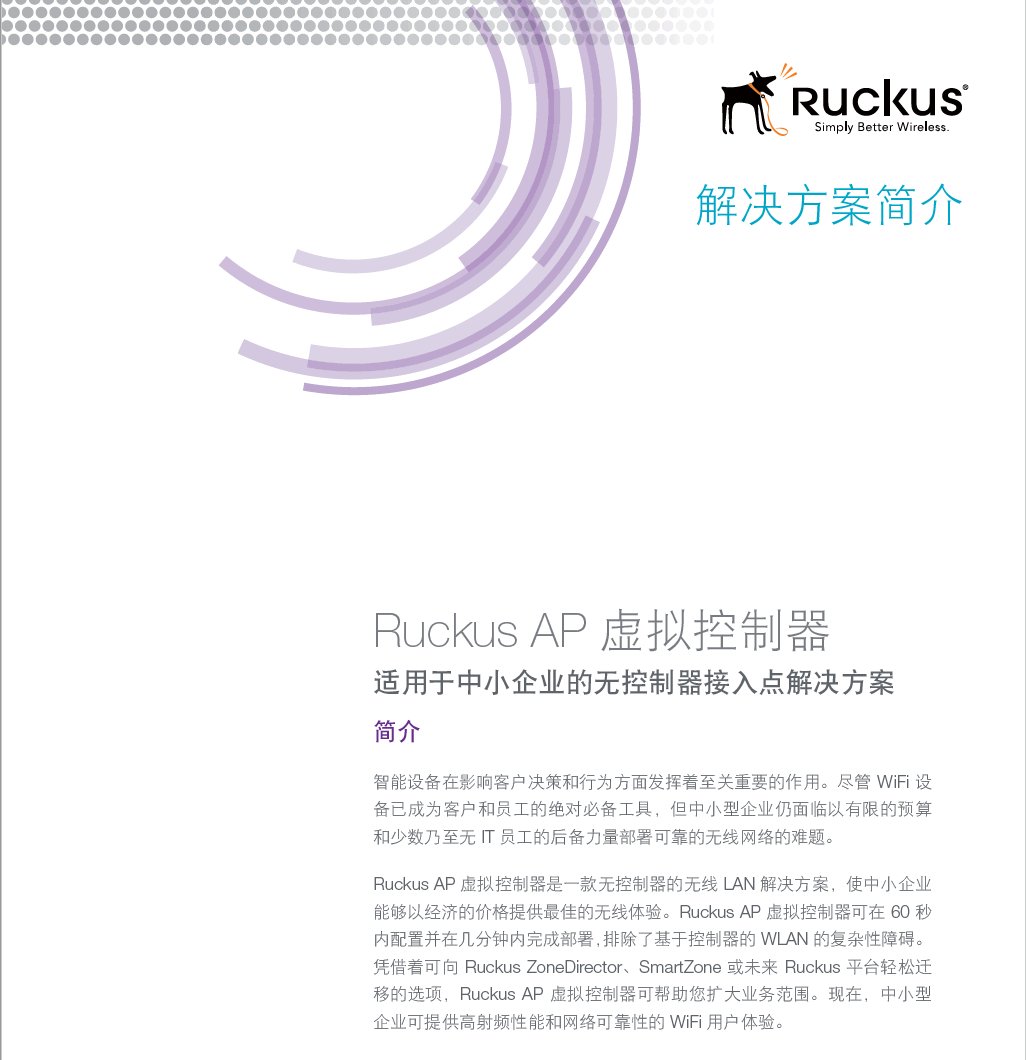 RUCKUS®
Simply Better Wireless.
解决方案简介
Ruckus AP 虚拟控制器
适用于中小企业的无控制器接入点解决方案
简介
智能设备在影响客户决策和行为方面发挥着至关重要的作用。尽管 WiFi 设
备已成为客户和员工的绝对必备工具，但中小型企业仍面临以有限的预算
和少数乃至无 IT 员工的后备力量部署可靠的无线网络的难题。
Ruckus AP 虚拟控制器是一款无控制器的无线 LAN 解决方案，使中小企业
能够以经济的价格提供最佳的无线体验。Ruckus AP 虚拟控制器可在 60 秒
内配置并在几分钟内完成部署，排除了基于控制器的 WLAN 的复杂性障碍。
凭借着可向 Ruckus ZoneDirector、SmartZone 或未来 Ruckus 平台轻松迁
移的选项，Ruckus AP 虚拟控制器可帮助您扩大业务范围。现在，中小型
企业可提供高射频性能和网络可靠性的 WiFi 用户体验。